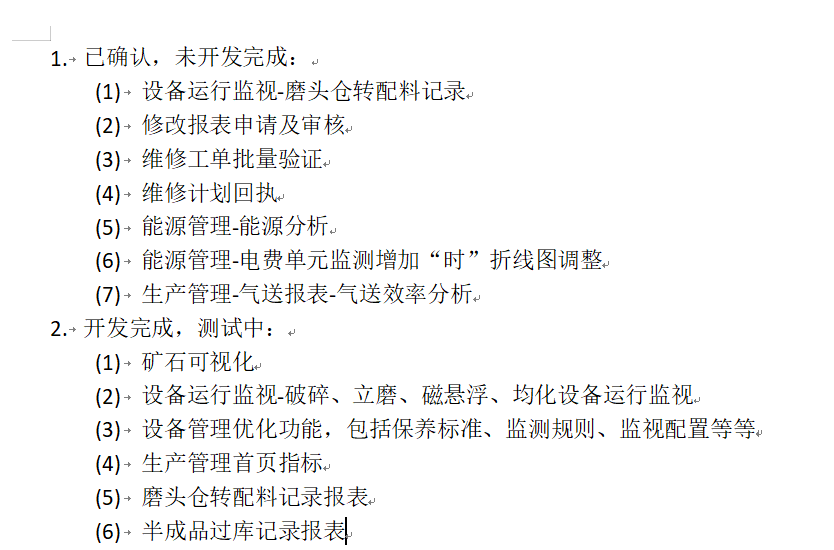 1. 已确认，未开发完成：
(1) 设备运行监视-磨头仓转配料记录
(2) 修改报表申请及审核
(3) 维修工单批量验证
(4) 维修计划回执
(5) 能源管理-能源分析
(6) 能源管理-电费单元监测增加“时”折线图调整
(7) 生产管理-气送报表-气送效率分析
2. 开发完成，测试中：
(1) 矿石可视化
(2) 设备运行监视-破碎、立磨、磁悬浮、均化设备运行监视
(3) 设备管理优化功能，包括保养标准、监测规则、监视配置等等
(4) 生产管理首页指标
(5) 磨头仓转配料记录报表
(6) 半成品过库记录报表